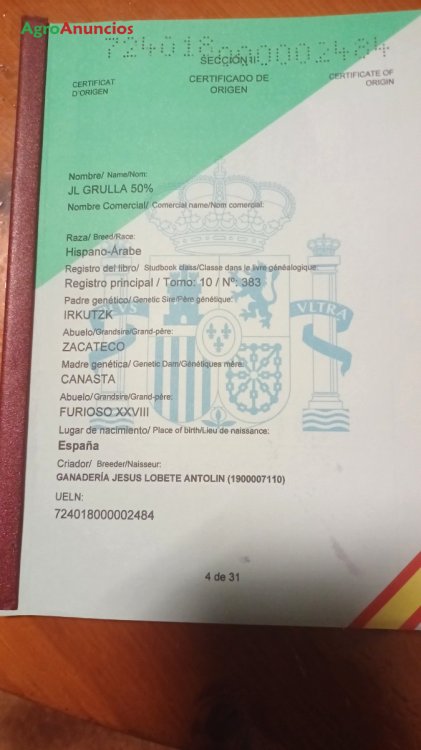 AgroAnuncios
724018000002484
SECCIÓN II
CERTIFICAT
D'ORIGEN
CERTIFICADO DE
ORIGEN
CERTIFICATE OF
ORIGIN
Nombre/ Name/Nom:
JL GRULLA 50%
Nombre Comercial/ Comercial name/Nom comercial:
Raza/ Breed/Race:
Hispano-Árabe
Registro del libro/ Studbook class/Classe dans le livre généalogique:
Registro principal / Tomo: 10 / Nº: 383
Padre genético/ Genetic Sire/Père génétique:
IRKUTZK
Abuelo/Grandsire/Grand-père:
ZACATECO
Madre genética/ Genetic Dam/Génétiques mère:
CANASTA
Abuelo/Grandsire/Grand-père:
FURIOSO XXVIII
Lugar de nacimiento/ Place of birth/Lieu de naissance:
España
Criador/ Breeder/Naisseur:
GANADERÍA JESUS LOBETE ANTOLIN (1900007110)
UELN:
724018000002484
VS
VLTRA
4 de 31